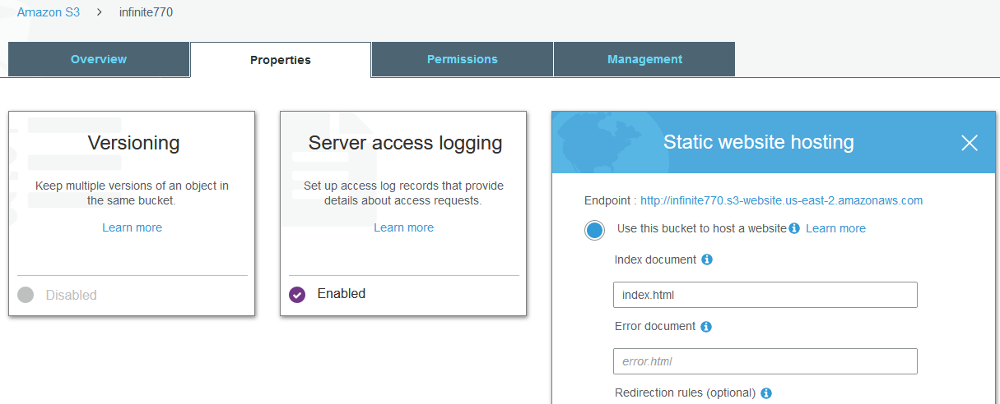 Amazon S3 > infinite770
Overview Properties Permissions Management
Versioning
Keep multiple versions of an object in
the same bucket.
Learn more
Disabled
Server access logging
Set up access log records that provide
details about access requests.
Learn more
Enabled
Static website hosting
Endpoint : http://infinite770.s3-website.us-east-2.amazonaws.com
Use this bucket to host a website Learn more
Index document
index.html
Error document
error.html
Redirection rules (optional)